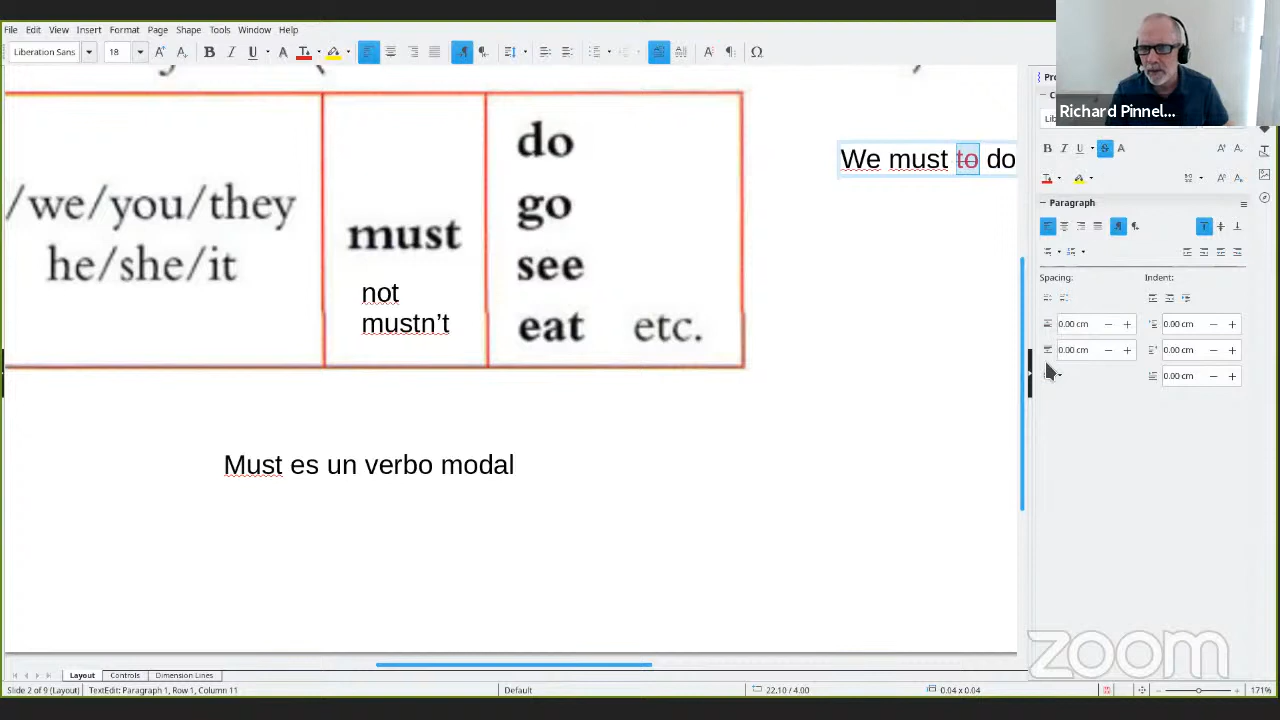 File Edit View Insert Format Page Shape Tools Window Help
Liberation Sans 18
Richard Pinnel...
We must to do
/we/you/they
he/she/it
must
not
mustn't
do
go
see
eat etc.
Must es un verbo modal
Paragraph
Spacing: Indent:
0.00 cm 0.00 cm
0.00 cm 0.00 cm
0.00 cm
zoom
Layout Controls Dimension Lines
Slide 2 of 9 (Layout) TextEdit: Paragraph 1, Row 1, Column 11 Default 22.10 / 4.00 0.04 x 0.04 171%